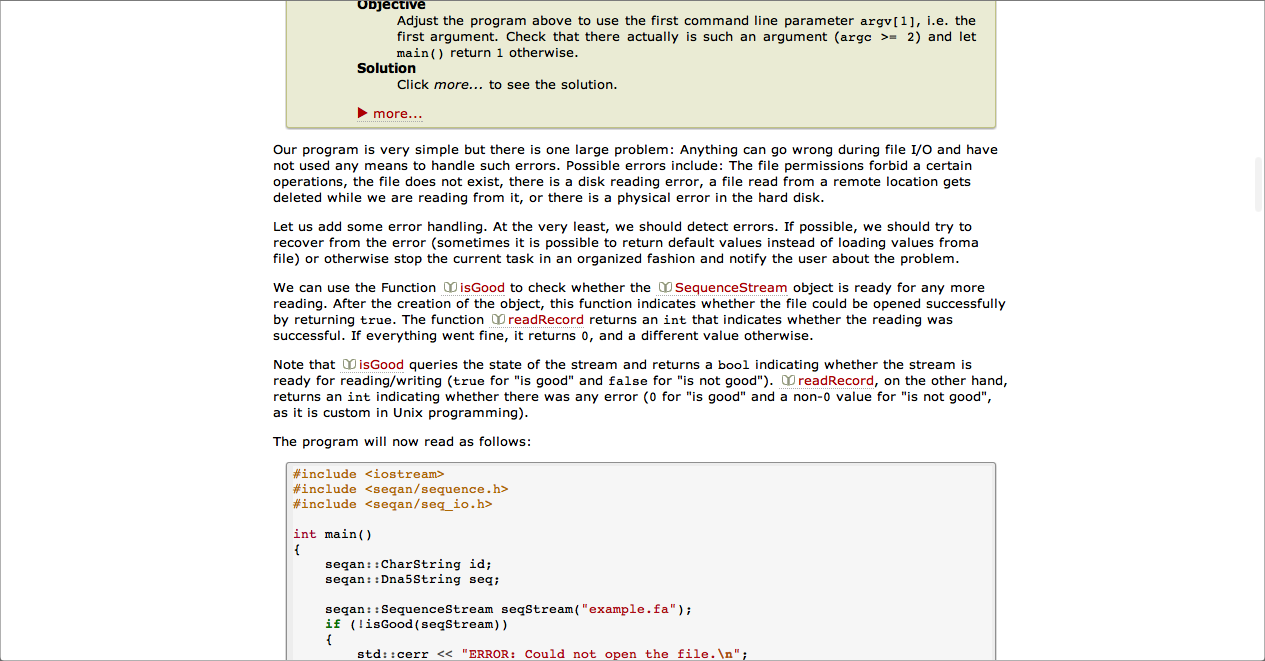 Objective
Adjust the program above to use the first command line parameter argv[1], i.e. the
first argument. Check that there actually is such an argument (argc >= 2) and let
main() return 1 otherwise.
Solution
Click more... to see the solution.
more...
Our program is very simple but there is one large problem: Anything can go wrong during file I/O and have
not used any means to handle such errors. Possible errors include: The file permissions forbid a certain
operations, the file does not exist, there is a disk reading error, a file read from a remote location gets
deleted while we are reading from it, or there is a physical error in the hard disk.
Let us add some error handling. At the very least, we should detect errors. If possible, we should try to
recover from the error (sometimes it is possible to return default values instead of loading values froma
file) or otherwise stop the current task in an organized fashion and notify the user about the problem.
We can use the Function isGood to check whether the SequenceStream object is ready for any more
reading. After the creation of the object, this function indicates whether the file could be opened successfully
by returning true. The function readRecord returns an int that indicates whether the reading was
successful. If everything went fine, it returns 0, and a different value otherwise.
Note that isGood queries the state of the stream and returns a bool indicating whether the stream is
ready for reading/writing (true for "is good" and false for "is not good"). readRecord, on the other hand,
returns an int indicating whether there was any error (0 for "is good" and a non-0 value for "is not good",
as it is custom in Unix programming).
The program will now read as follows:
#include <iostream>
#include <seqan/sequence.h>
#include <seqan/seq_io.h>
int main()
{
seqan::CharString id;
seqan::Dna5String seq;
seqan::SequenceStream seqStream("example.fa");
if (!isGood(seqStream))
{
std::cerr << "ERROR: Could not open the file.\n";